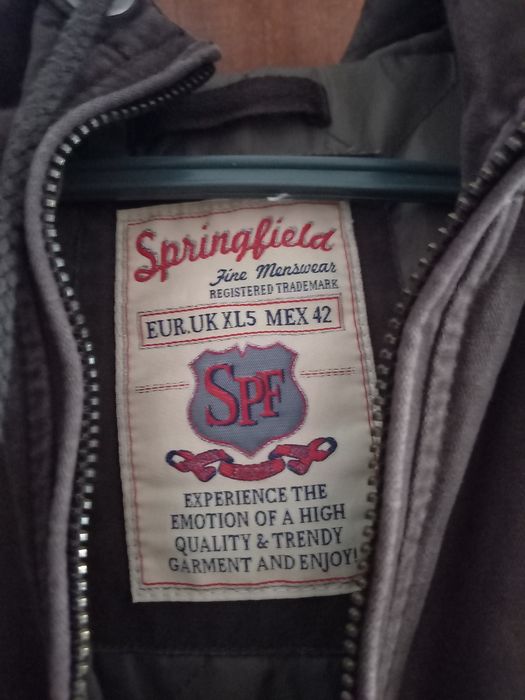 Springfield
Fine Menswear
REGISTERED TRADEMARK
EUR.UK XL5 MEX 42
SPF
EXPERIENCE THE
EMOTION OF A HIGH
QUALITY & TRENDY
GARMENT AND ENJOY!